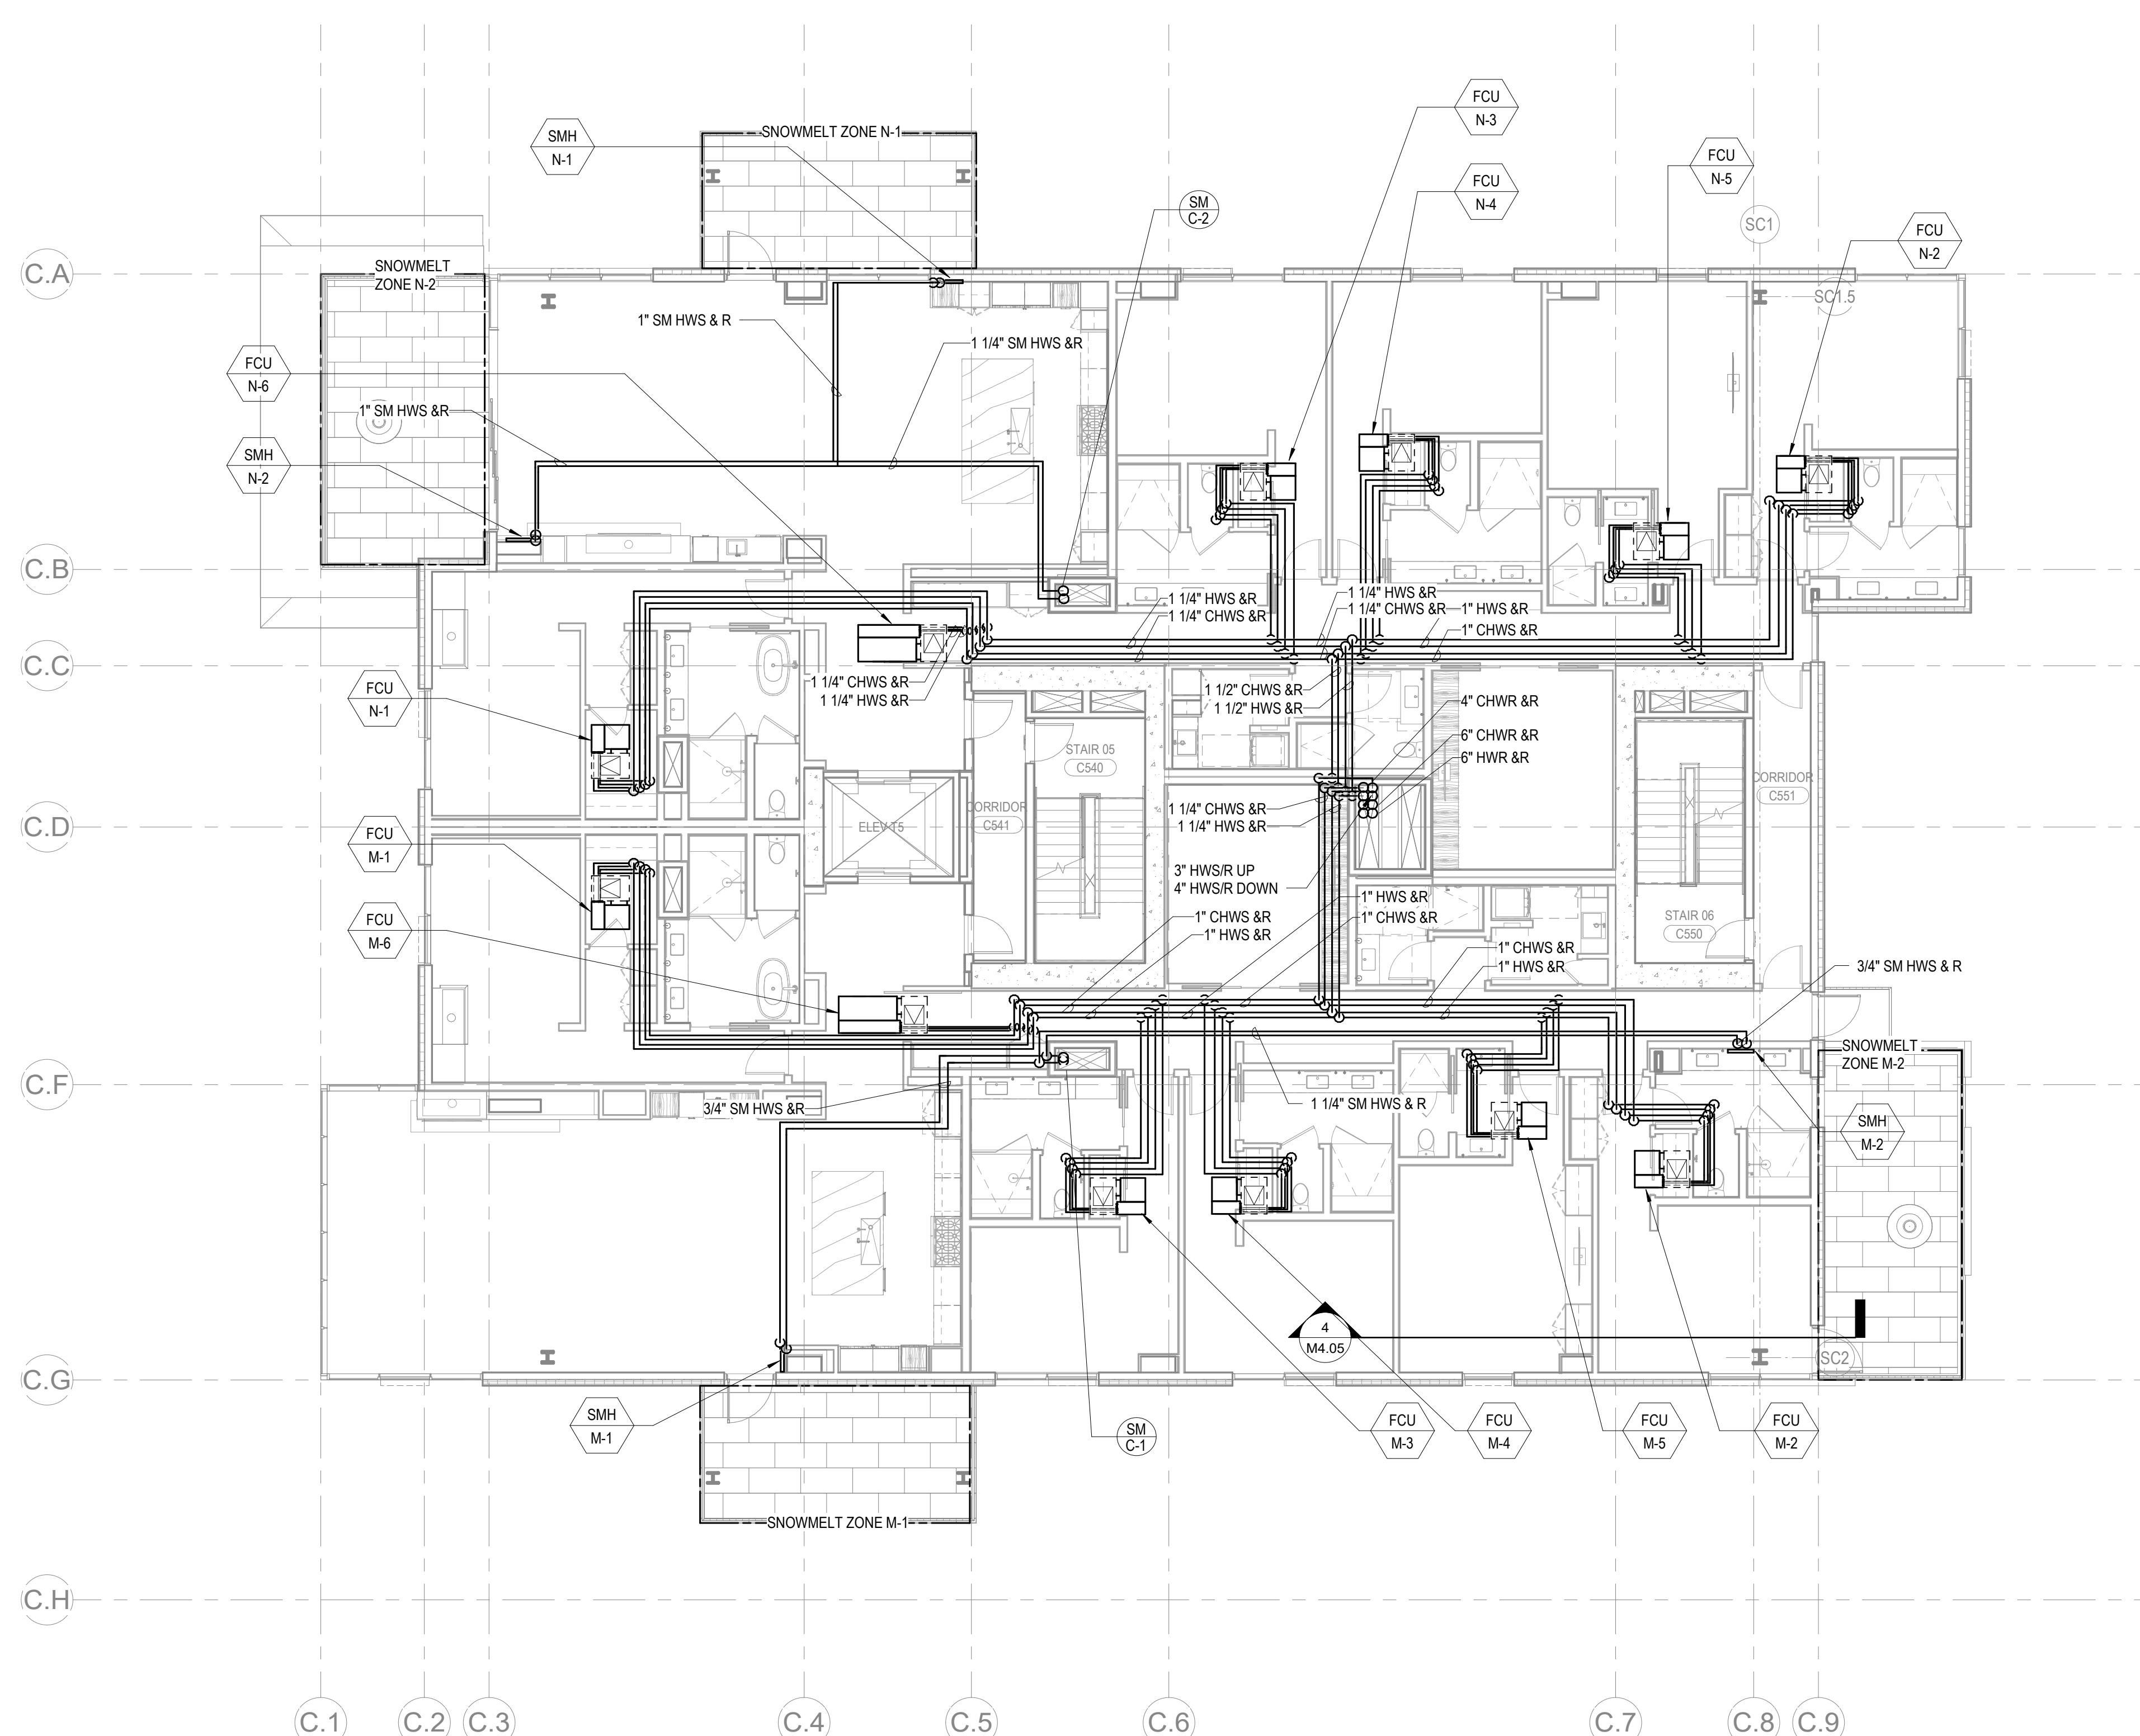 SNOWMELT ZONE N-1
FCU
N-3
SMH
N-1
FCU
N-5
FCU
N-4
SM
C-2
SC1
FCU
N-2
C.A
SNOWMELT
ZONE N-2
SC1.5
1" SM HWS & R
1 1/4" SM HWS &R
FCU
N-6
1" SM HWS &R
SMH
N-2
C.B
1 1/4" HWS &R
1 1/4" CHWS &R
1 1/4" HWS &R
1 1/4" CHWS &R
1" HWS &R
1" CHWS &R
C.C
1 1/4" CHWS &R
1 1/4" HWS &R
1 1/2" CHWS &R
1 1/2" HWS &R
FCU
N-1
4" CHWR &R
6" CHWR &R
6" HWR &R
STAIR 05
C540
CORRIDOR
C551
CORRIDOR
C541
1 1/4" CHWS &R
1 1/4" HWS &R
C.D
ELEV T5
FCU
M-1
3" HWS/R UP
4" HWS/R DOWN
1" HWS &R
1" CHWS &R
1" CHWS &R
1" HWS &R
STAIR 06
C550
FCU
M-6
1" CHWS &R
1" HWS &R
3/4" SM HWS & R
SNOWMELT
ZONE M-2
C.F
3/4" SM HWS &R
1 1/4" SM HWS & R
SMH
M-2
4
M4.05
SC2
C.G
SMH
M-1
SM
C-1
FCU
M-3
FCU
M-4
FCU
M-5
FCU
M-2
SNOWMELT ZONE M-1
C.H
C.1
C.2
C.3
C.4
C.5
C.6
C.7
C.8
C.9